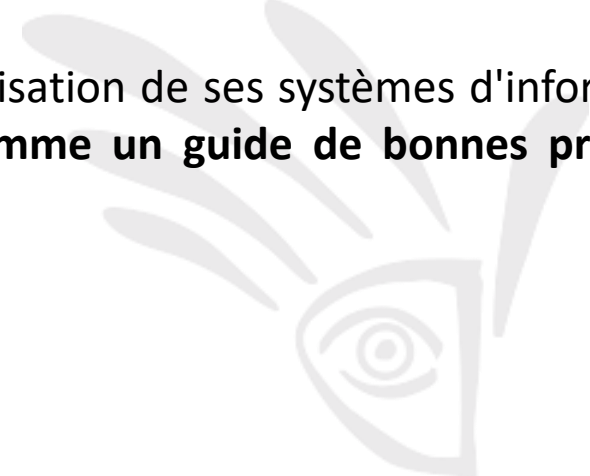 isation de ses systèmes d'infor
mme un guide de bonnes pr